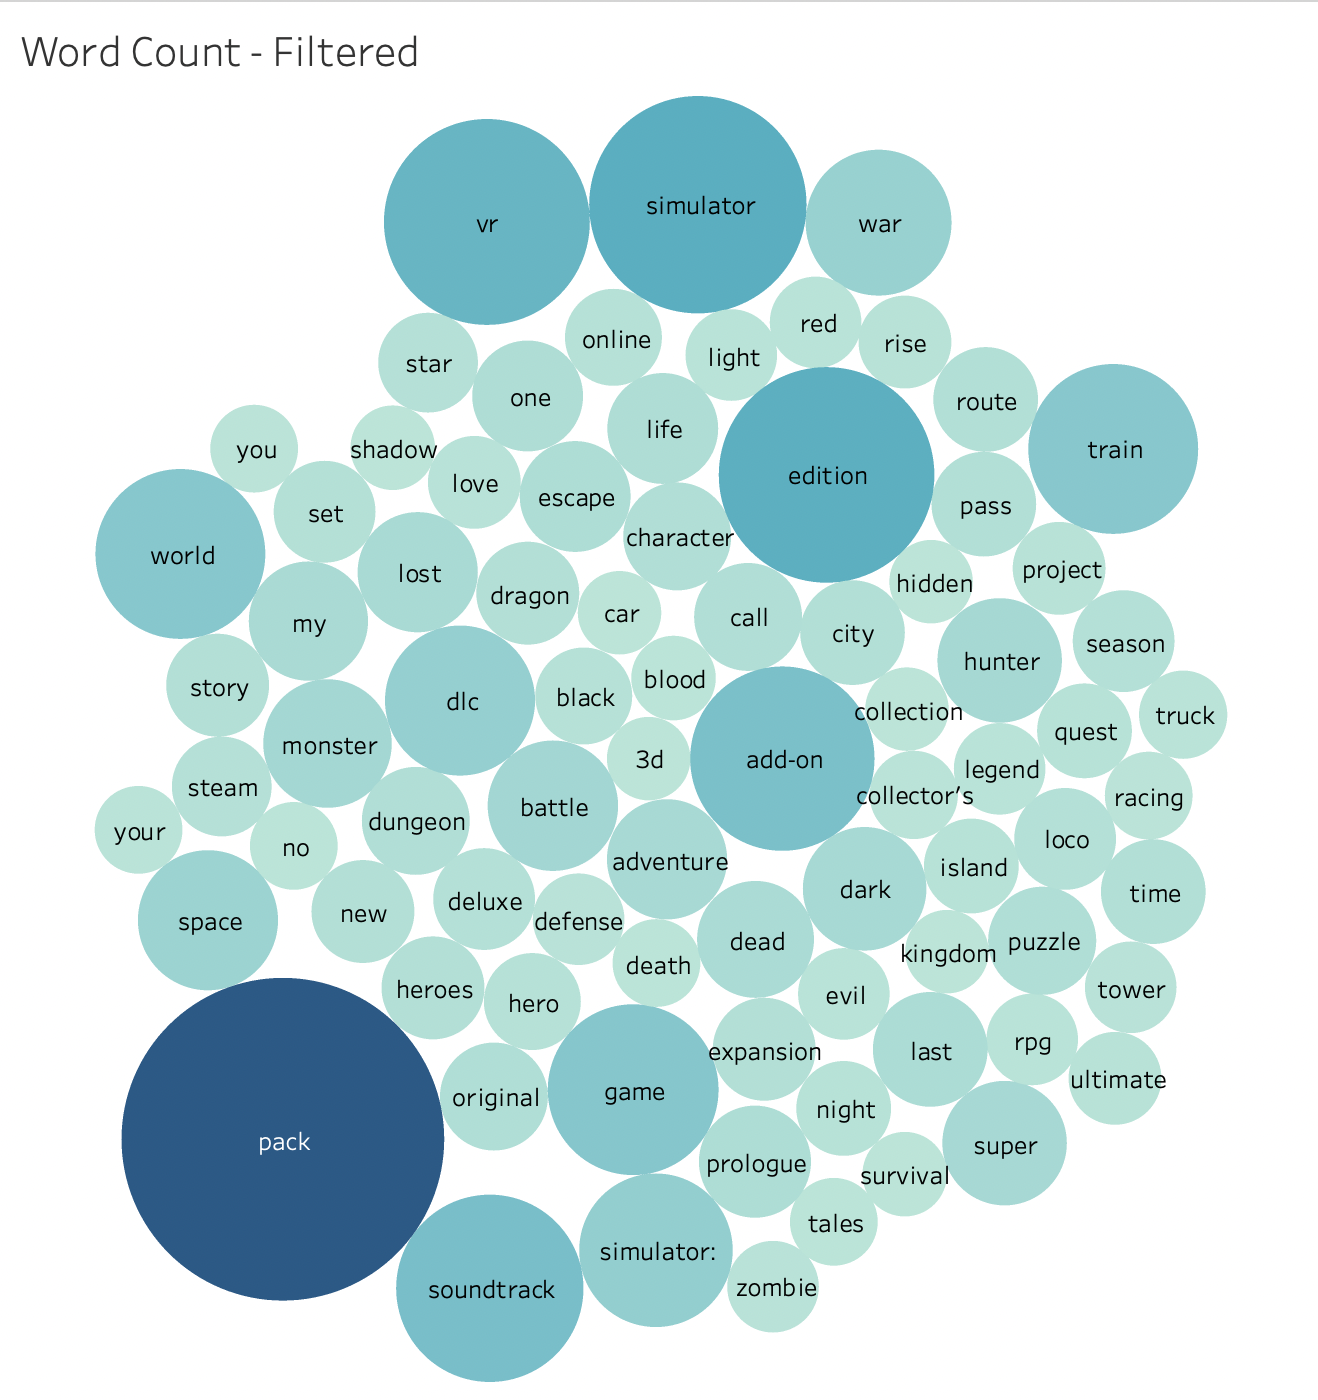 Word Count - Filtered
simulator
vr
war
red
online
rise
light
star
one
route
life
you
shadow
train
edition
love
escape
pass
set
character
world
project
lost
hidden
dragon
car
call
my
city
season
hunter
blood
story
black
dlc
collection
truck
quest
monster
3d
add-on
legend
steam
collector's
racing
battle
dungeon
your
loco
no
adventure
island
dark
time
deluxe
new
space
defense
dead
puzzle
kingdom
death
heroes
tower
evil
hero
rpg
expansion
last
ultimate
game
original
night
pack
super
prologue
survival
tales
simulator:
zombie
soundtrack